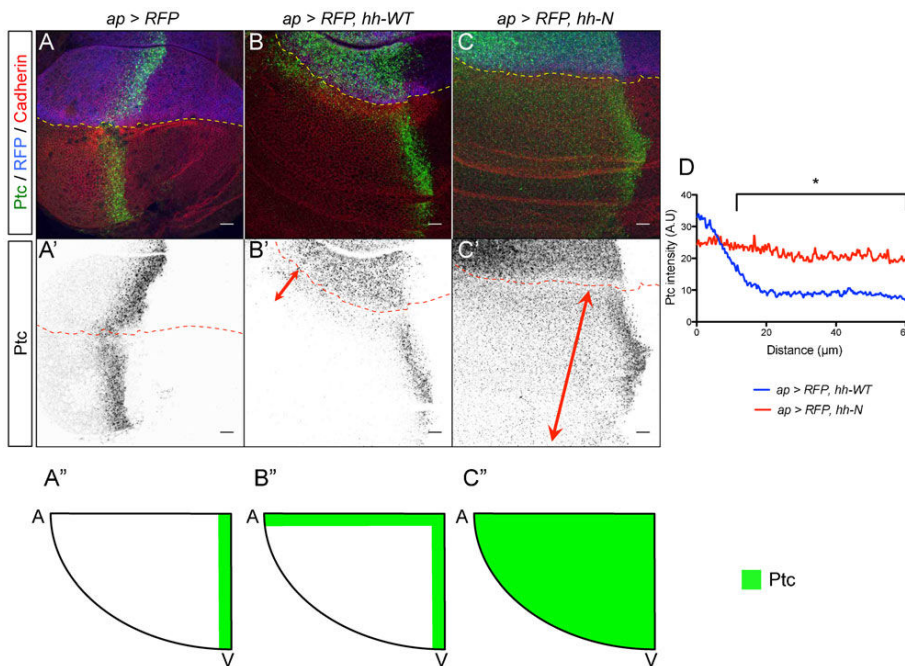 ap > RFP
ap > RFP, hh-WT
ap > RFP, hh-N
Ptc / RFP / Cadherin
A
B
C
D
Ptc intensity (A.U)
40
30
20
10
0
*
0
20
40
60
Distance (µm)
ap > RFP, hh-WT
ap > RFP, hh-N
Ptc
A'
B'
C'
A"
B"
C"
A
V
A
V
A
V
Ptc